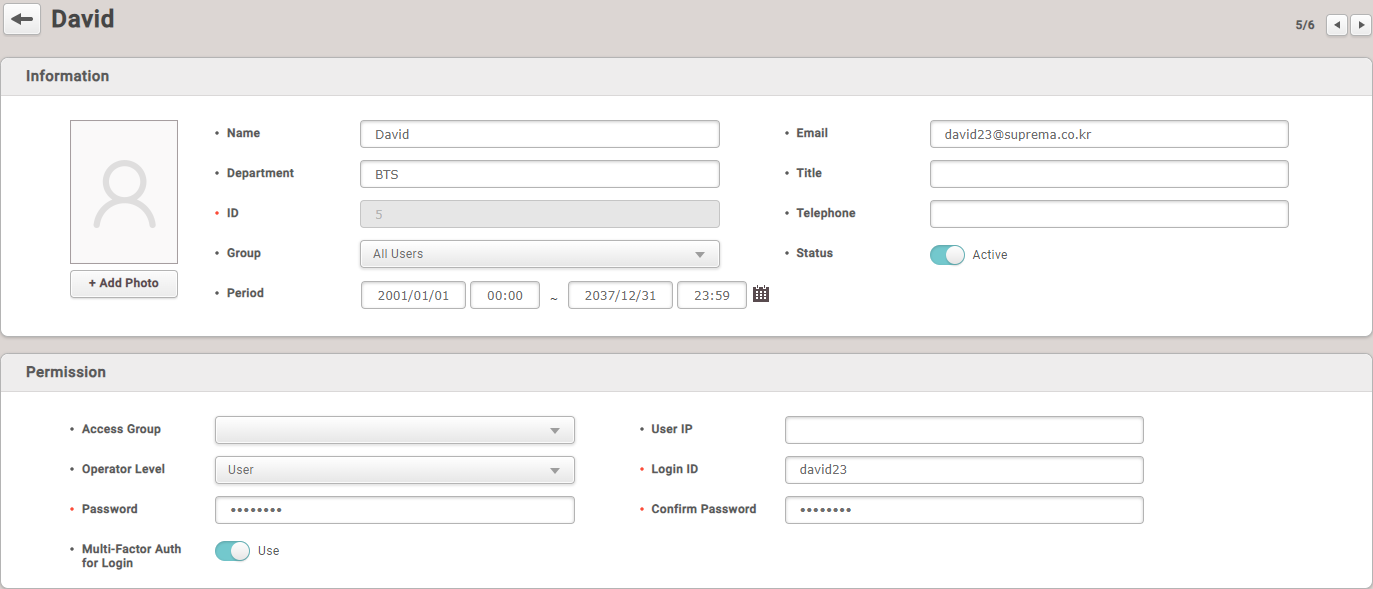 David
5/6
Information
+ Add Photo
• Name David
• Department BTS
• ID 5
• Group All Users
• Period 2001/01/01 00:00 ~ 2037/12/31 23:59
• Email david23@suprema.co.kr
• Title
• Telephone
• Status Active
Permission
• Access Group
• Operator Level User
• Password ••••••••
• Multi-Factor Auth
for Login Use
• User IP
• Login ID david23
• Confirm Password ••••••••